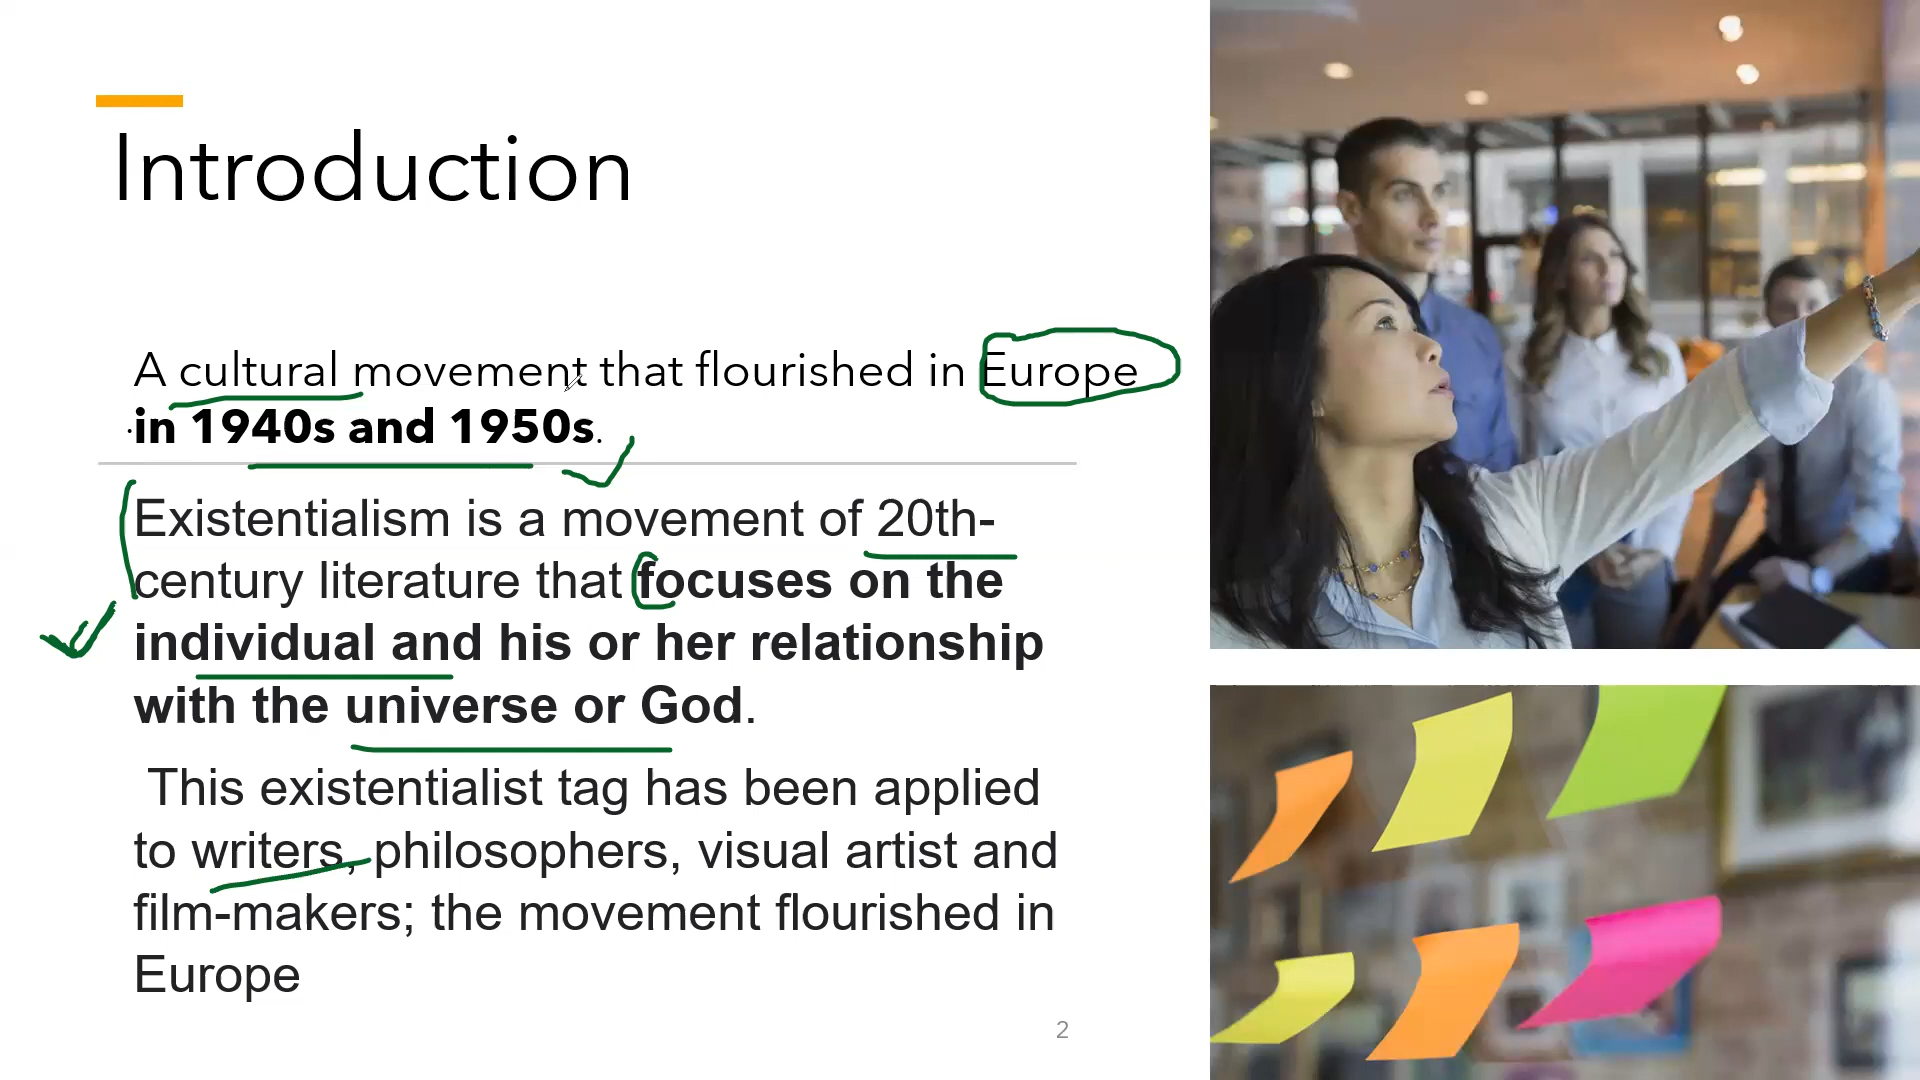 Introduction
A cultural movement that flourished in Europe
in 1940s and 1950s.
Existentialism is a movement of 20th-
century literature that focuses on the
individual and his or her relationship
with the universe or God.
This existentialist tag has been applied
to writers, philosophers, visual artist and
film-makers; the movement flourished in
Europe
2